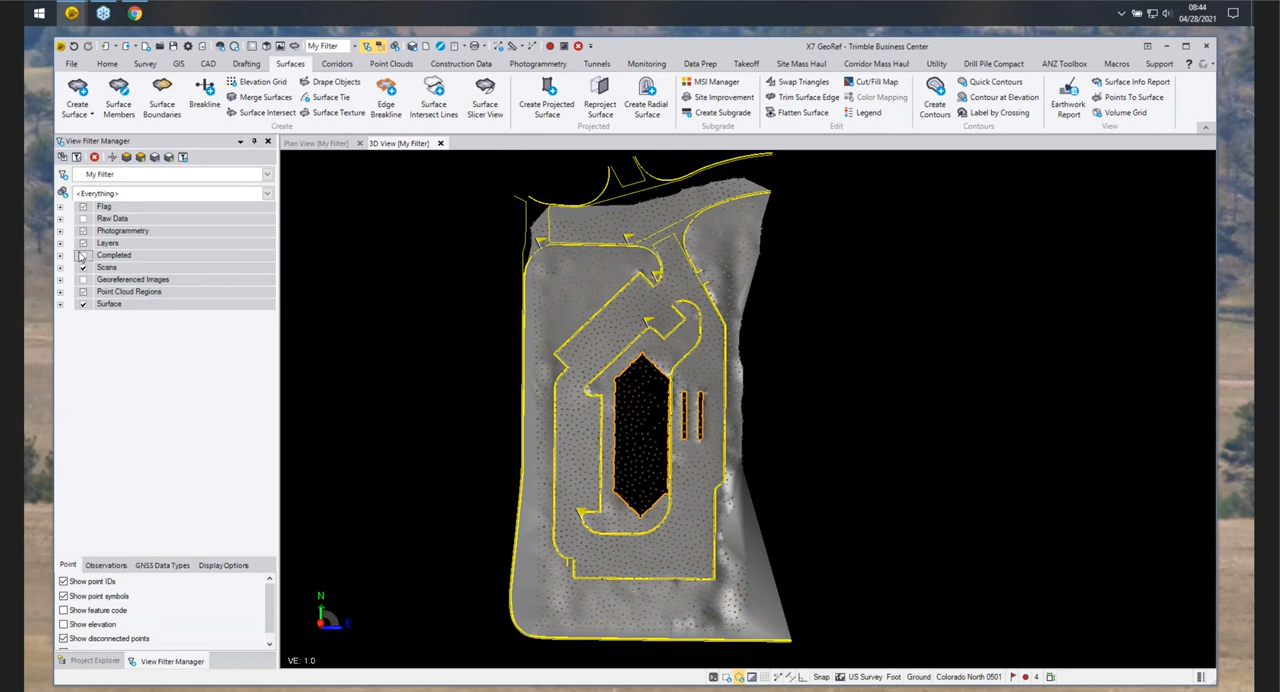 08:44
04/28/2021
My Filter
X7 GeoRef - Trimble Business Center
File Home Survey GIS CAD Drafting Surfaces Corridors Point Clouds Construction Data Photogrammetry Tunnels Monitoring Data Prep Takeoff Site Mass Haul Corridor Mass Haul Utility Drill Pile Compact ANZ Toolbox Macros Support
Elevation Grid Drape Objects MSI Manager Swap Triangles Cut/Fill Map Quick Contours Surface Info Report
Merge Surfaces Surface Tie Site Improvement Trim Surface Edge Color Mapping Contour at Elevation Points To Surface
Create Surface Surface Members Surface Boundaries Breakline Edge Breakline Surface Intersect Lines Surface Slicer View Create Projected Surface Reproject Surface Create Radial Surface Create Contours Earthwork Report
Surface Intersect Surface Texture Create Subgrade Flatten Surface Legend Label by Crossing Volume Grid
Create Projected Subgrade Edit Contours View
View Filter Manager
Plan View [My Filter] 3D View [My Filter]
My Filter
<Everything>
Flag
Raw Data
Photogrammetry
Layers
Completed
Scans
Georeferenced Images
Point Cloud Regions
Surface
Point Observations GNSS Data Types Display Options
Show point IDs
Show point symbols
Show feature code
Show elevation
Show disconnected points
N
E
VE: 1.0
Project Explorer View Filter Manager
Snap US Survey Foot Ground Colorado North 0501 4